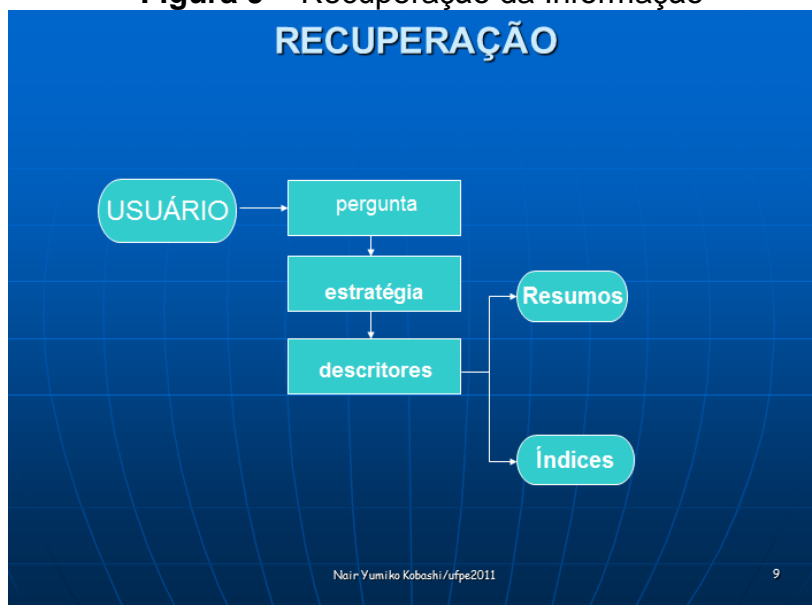 RECUPERAÇÃO
USUÁRIO
pergunta
estratégia
descritores
Resumos
Índices
Nair Yumiko Kobashi/ufpe2011
9